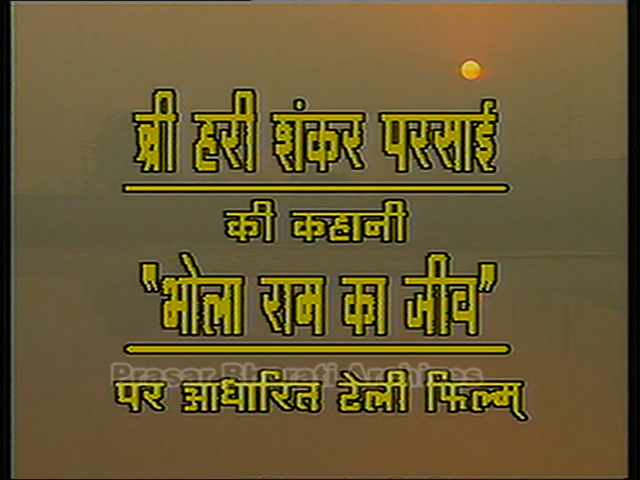 श्री हरी शंकर परसाई
की कहानी
"भोला राम का जीव"
Prasar Bharati Archives
पर आधारित टेली फिल्म्